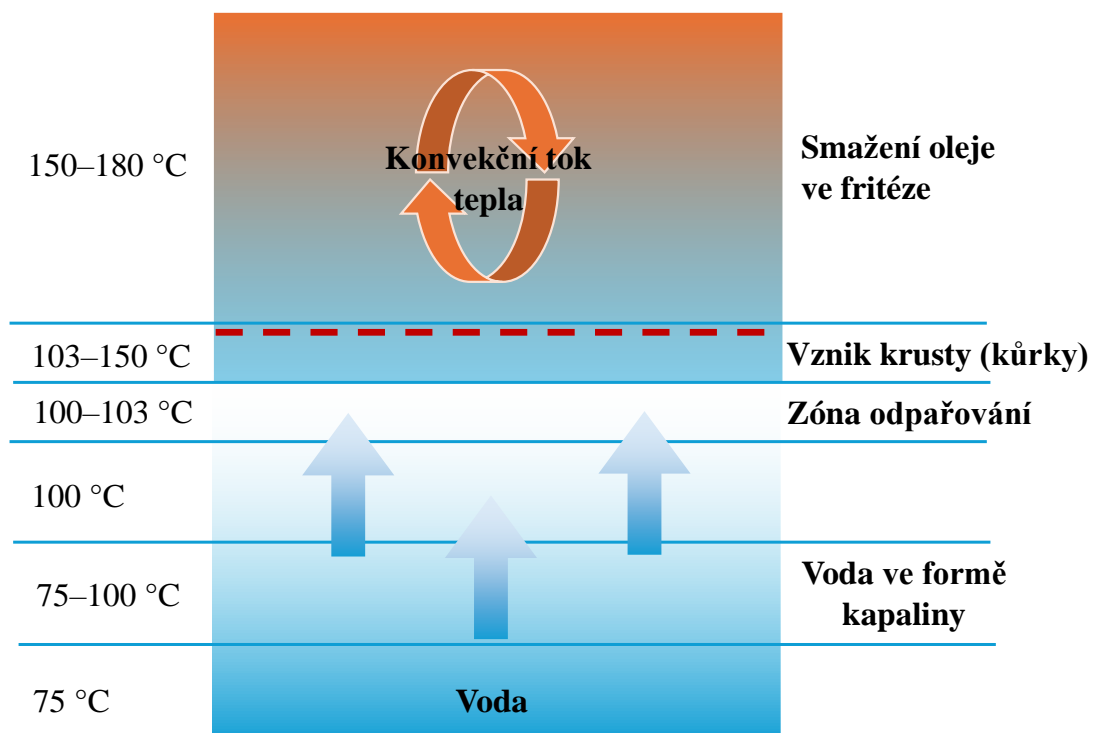 150–180 °C
Konvekční tok
tepla
Smažení oleje
ve fritéze
103–150 °C
Vznik krusty (kůrky)
100–103 °C
Zóna odpařování
100 °C
75–100 °C
Voda ve formě
kapaliny
75 °C
Voda